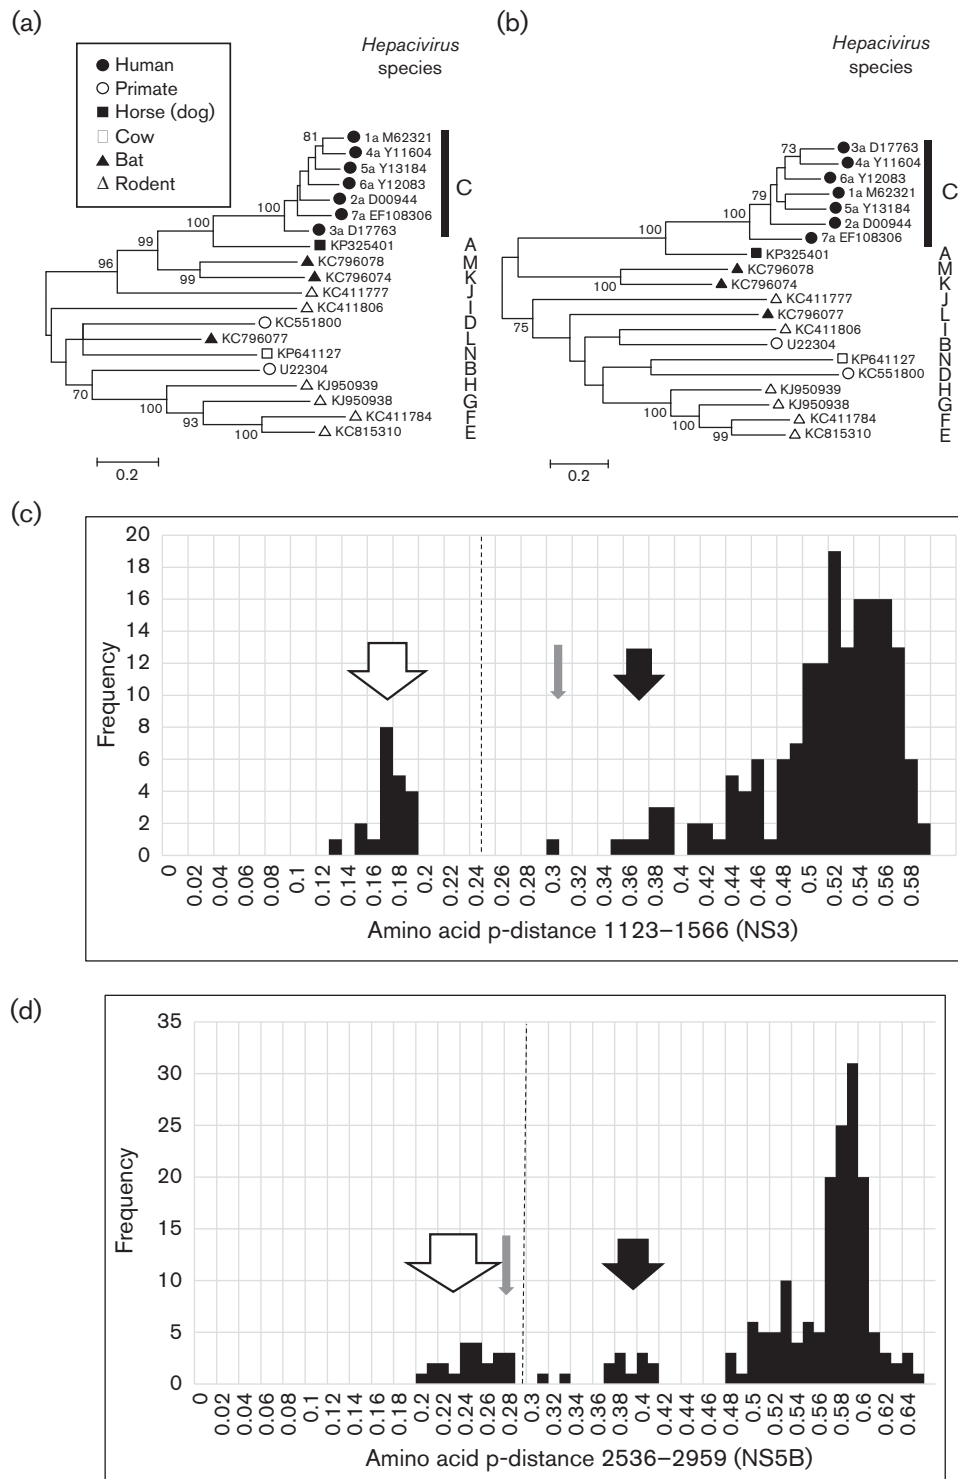 (a)
Hepacivirus
species
Human
Primate
Horse (dog)
Cow
Bat
Rodent
81
1a M62321
4a Y11604
5a Y13184
6a Y12083
2a D00944
7a EF108306
3a D17763
C
100
100
KP325401
A
99
KC796078
M
96
99
KC796074
K
KC411777
J
KC411806
I
KC551800
D
KC796077
L
KP641127
N
U22304
B
70
KJ950939
H
100
KJ950938
G
93
KC411784
F
100
KC815310
E
0.2
(b)
Hepacivirus
species
73
3a D17763
4a Y11604
6a Y12083
79
1a M62321
5a Y13184
2a D00944
7a EF108306
C
100
100
KP325401
A
KC796078
M
100
KC796074
K
KC411777
J
75
KC796077
L
KC411806
I
U22304
B
KP641127
N
KC551800
D
KJ950939
H
100
KJ950938
G
100
KC411784
F
99
KC815310
E
0.2
(c)
Frequency
20
18
16
14
12
10
8
6
4
2
0
0 0.02 0.04 0.06 0.08 0.1 0.12 0.14 0.16 0.18 0.2 0.22 0.24 0.26 0.28 0.3 0.32 0.34 0.36 0.38 0.4 0.42 0.44 0.46 0.48 0.5 0.52 0.54 0.56 0.58
Amino acid p-distance 1123–1566 (NS3)
(d)
Frequency
35
30
25
20
15
10
5
0
0 0.02 0.04 0.06 0.08 0.1 0.12 0.14 0.16 0.18 0.2 0.22 0.24 0.26 0.28 0.3 0.32 0.34 0.36 0.38 0.4 0.42 0.44 0.46 0.48 0.5 0.52 0.54 0.56 0.58 0.6 0.62 0.64
Amino acid p-distance 2536–2959 (NS5B)